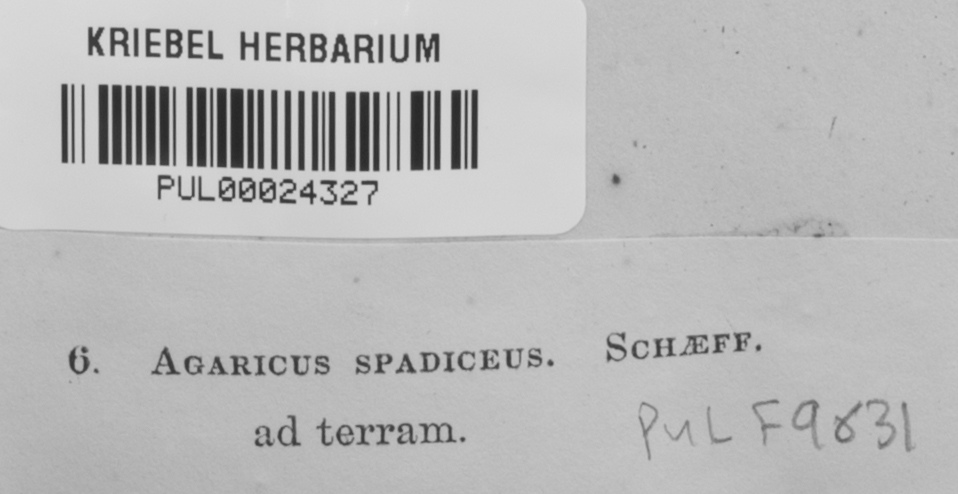 KRIEBEL HERBARIUM
PUL00024327
6. AGARICUS SPADICEUS. SCHÆFF.
ad terram.
PUL F9831